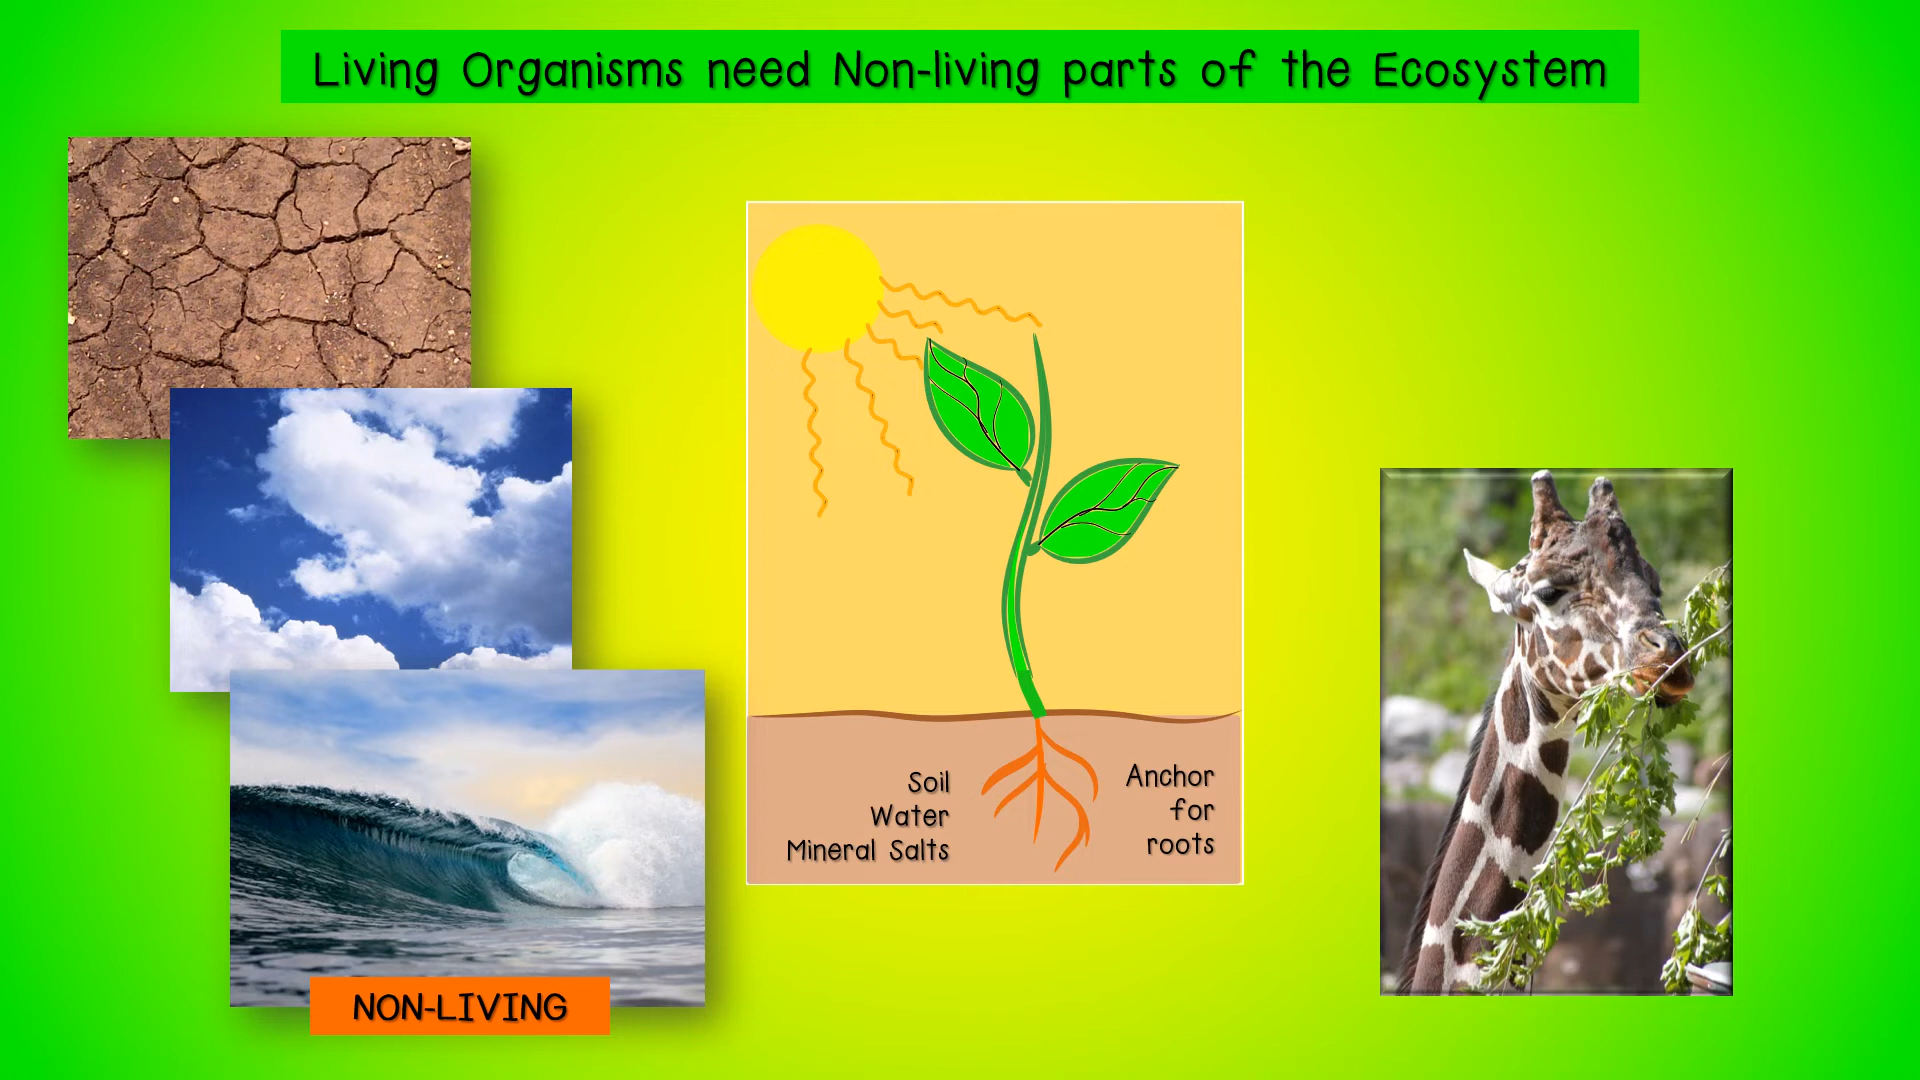 Living Organisms need Non-living parts of the Ecosystem
Soil
Water
Mineral Salts
Anchor
for
roots
NON-LIVING